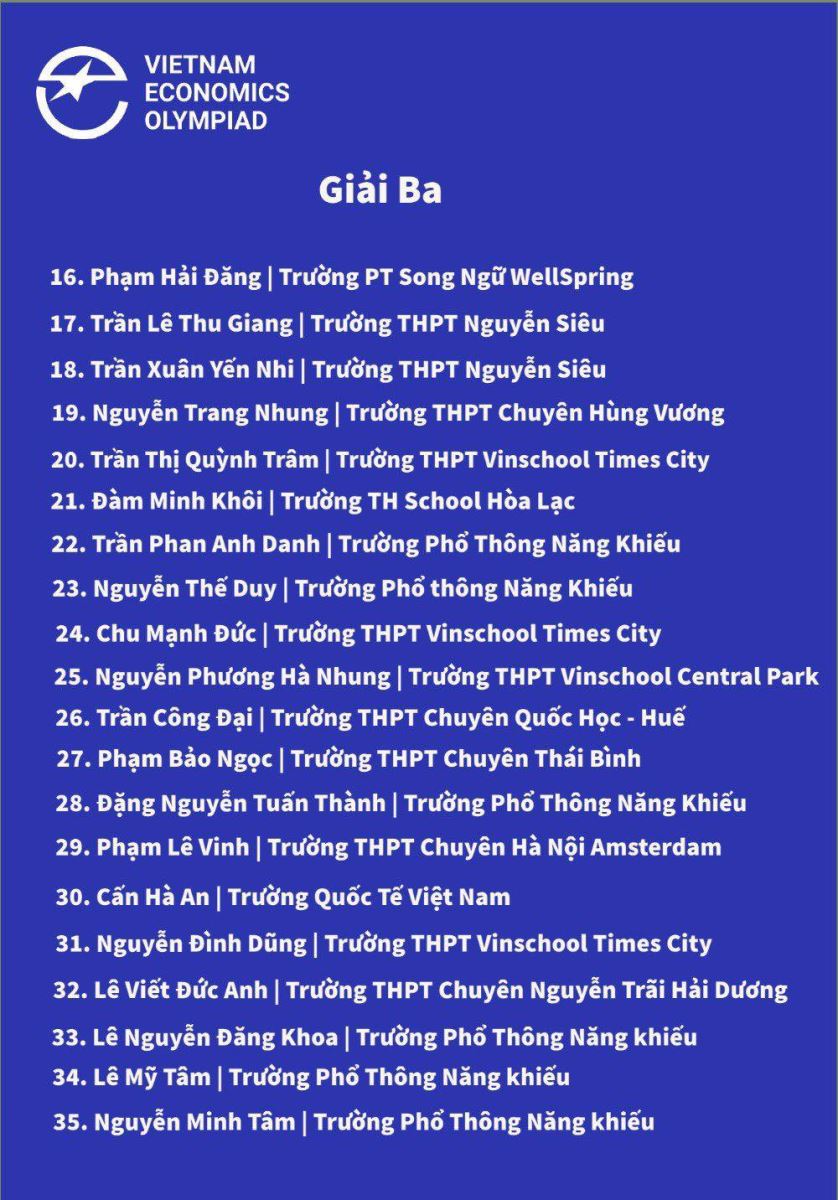 VIETNAM
ECONOMICS
OLYMPIAD
Giải Ba
16. Phạm Hải Đăng | Trường PT Song Ngữ WellSpring
17. Trần Lê Thu Giang | Trường THPT Nguyễn Siêu
18. Trần Xuân Yến Nhi | Trường THPT Nguyễn Siêu
19. Nguyễn Trang Nhung | Trường THPT Chuyên Hùng Vương
20. Trần Thị Quỳnh Trâm | Trường THPT Vinschool Times City
21. Đàm Minh Khôi | Trường TH School Hòa Lạc
22. Trần Phan Anh Danh | Trường Phổ Thông Năng Khiếu
23. Nguyễn Thế Duy | Trường Phổ thông Năng Khiếu
24. Chu Mạnh Đức | Trường THPT Vinschool Times City
25. Nguyễn Phương Hà Nhung | Trường THPT Vinschool Central Park
26. Trần Công Đại | Trường THPT Chuyên Quốc Học - Huế
27. Phạm Bảo Ngọc | Trường THPT Chuyên Thái Bình
28. Đặng Nguyễn Tuấn Thành | Trường Phổ Thông Năng Khiếu
29. Phạm Lê Vinh | Trường THPT Chuyên Hà Nội Amsterdam
30. Cấn Hà An | Trường Quốc Tế Việt Nam
31. Nguyễn Đình Dũng | Trường THPT Vinschool Times City
32. Lê Viết Đức Anh | Trường THPT Chuyên Nguyễn Trãi Hải Dương
33. Lê Nguyễn Đăng Khoa | Trường Phổ Thông Năng khiếu
34. Lê Mỹ Tâm | Trường Phổ Thông Năng khiếu
35. Nguyễn Minh Tâm | Trường Phổ Thông Năng khiếu